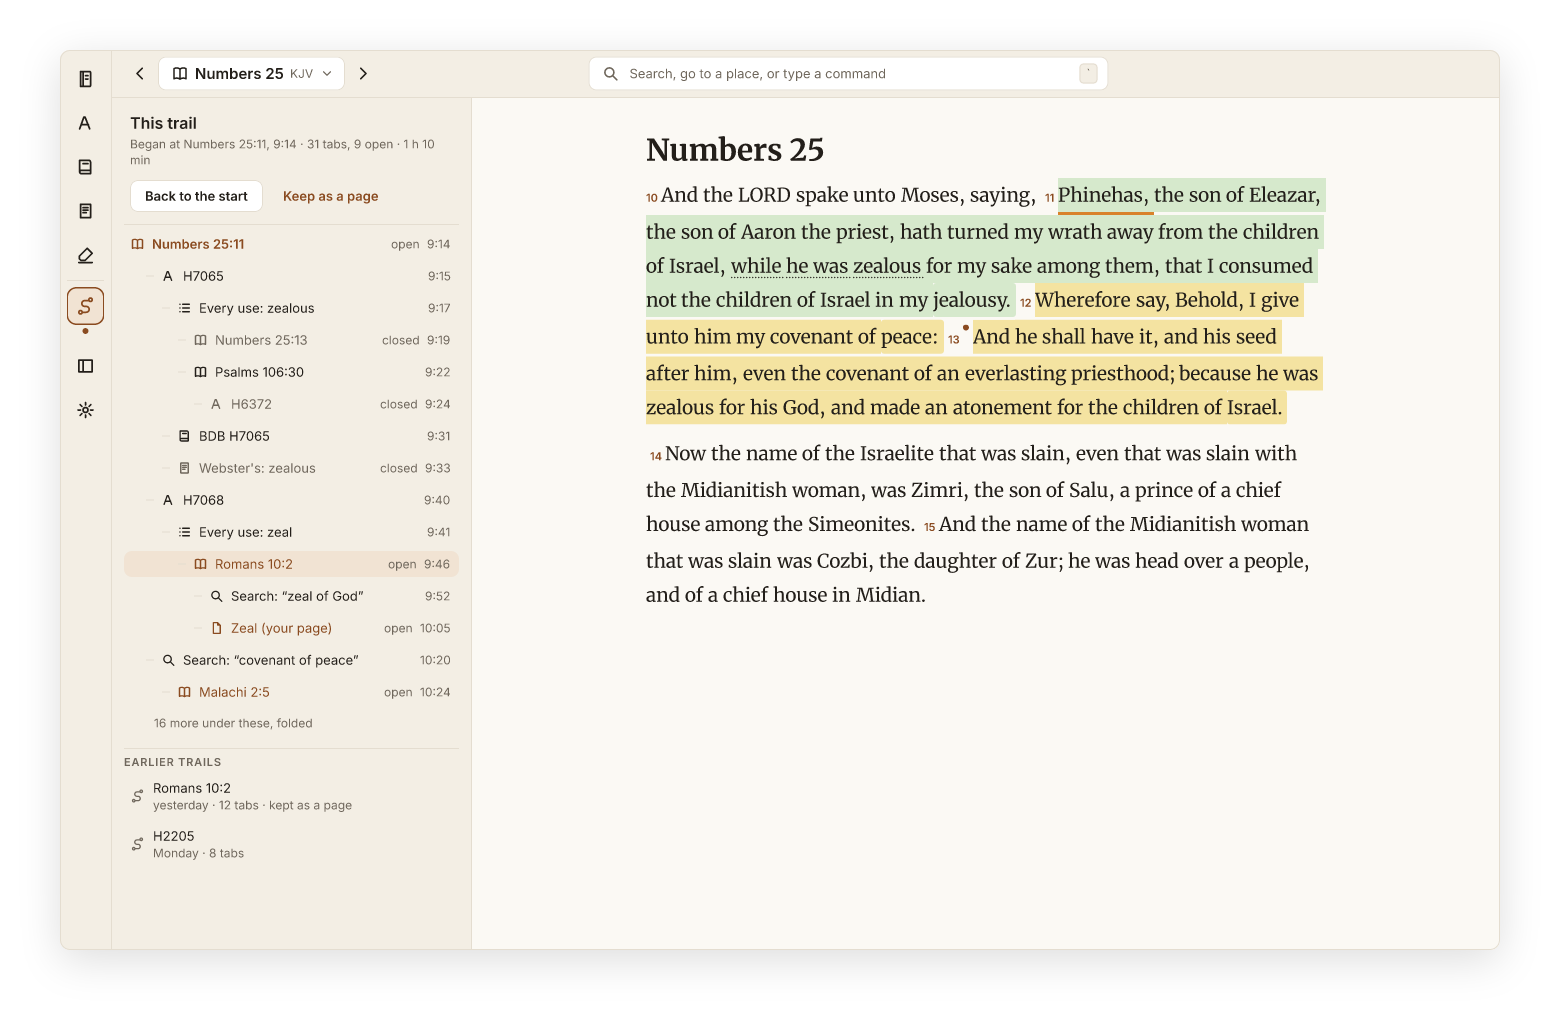 Numbers 25 KJV
Search, go to a place, or type a command
This trail
Began at Numbers 25:11, 9:14 · 31 tabs, 9 open · 1 h 10
min
Back to the start Keep as a page
Numbers 25:11 open 9:14
H7065 9:15
Every use: zealous 9:17
Numbers 25:13 closed 9:19
Psalms 106:30 9:22
H6372 closed 9:24
BDB H7065 9:31
Webster's: zealous closed 9:33
H7068 9:40
Every use: zeal 9:41
Romans 10:2 open 9:46
Search: “zeal of God” 9:52
Zeal (your page) open 10:05
Search: “covenant of peace” 10:20
Malachi 2:5 open 10:24
16 more under these, folded
EARLIER TRAILS
Romans 10:2
yesterday · 12 tabs · kept as a page
H2205
Monday · 8 tabs
Numbers 25
10 And the LORD spake unto Moses, saying, 11 Phinehas, the son of Eleazar,
the son of Aaron the priest, hath turned my wrath away from the children
of Israel, while he was zealous for my sake among them, that I consumed
not the children of Israel in my jealousy. 12 Wherefore say, Behold, I give
unto him my covenant of peace: 13 And he shall have it, and his seed
after him, even the covenant of an everlasting priesthood; because he was
zealous for his God, and made an atonement for the children of Israel.
14 Now the name of the Israelite that was slain, even that was slain with
the Midianitish woman, was Zimri, the son of Salu, a prince of a chief
house among the Simeonites. 15 And the name of the Midianitish woman
that was slain was Cozbi, the daughter of Zur; he was head over a people,
and of a chief house in Midian.